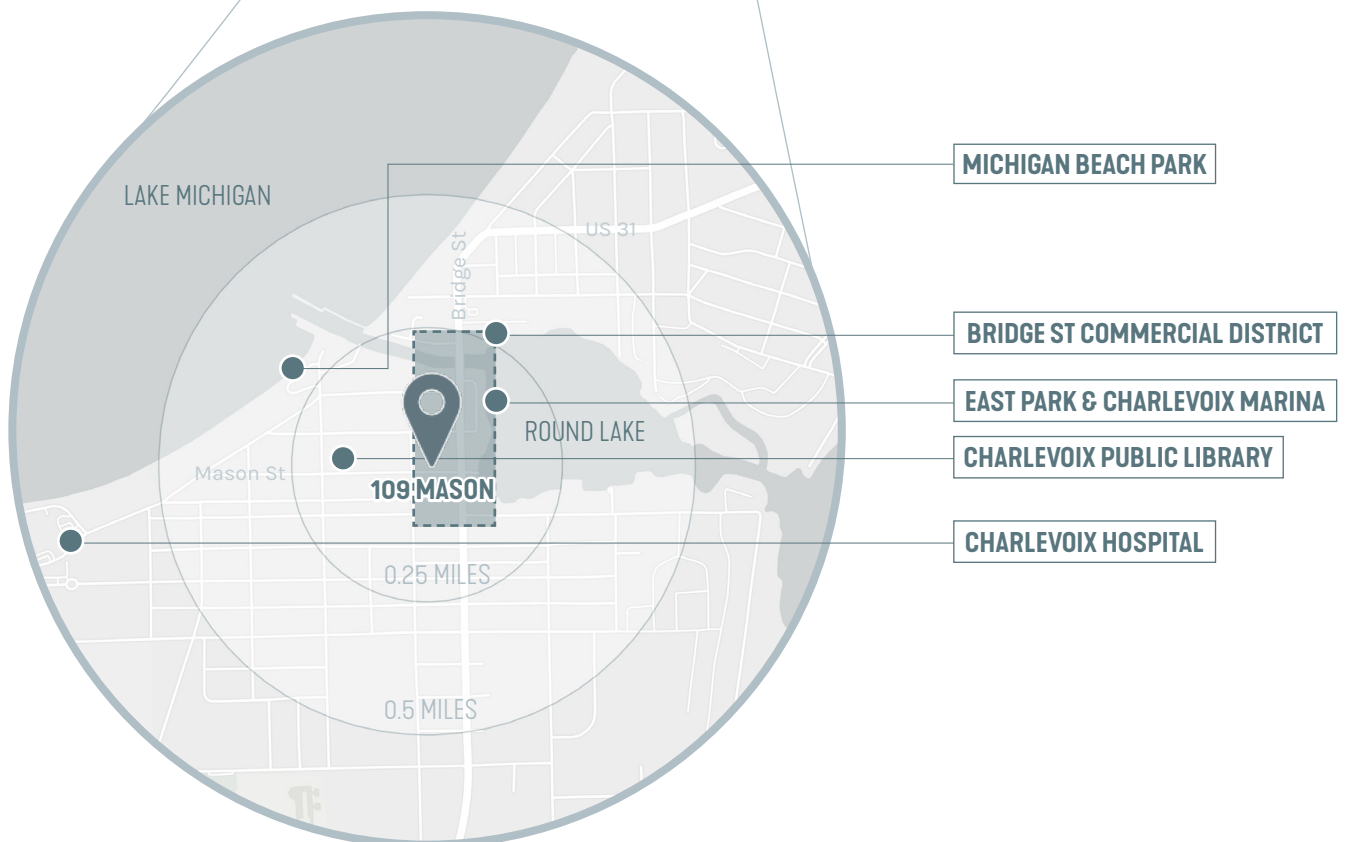 MICHIGAN BEACH PARK
LAKE MICHIGAN
US 31
Bridge St
BRIDGE ST COMMERCIAL DISTRICT
EAST PARK & CHARLEVOIX MARINA
ROUND LAKE
CHARLEVOIX PUBLIC LIBRARY
Mason St
109 MASON
CHARLEVOIX HOSPITAL
0.25 MILES
0.5 MILES